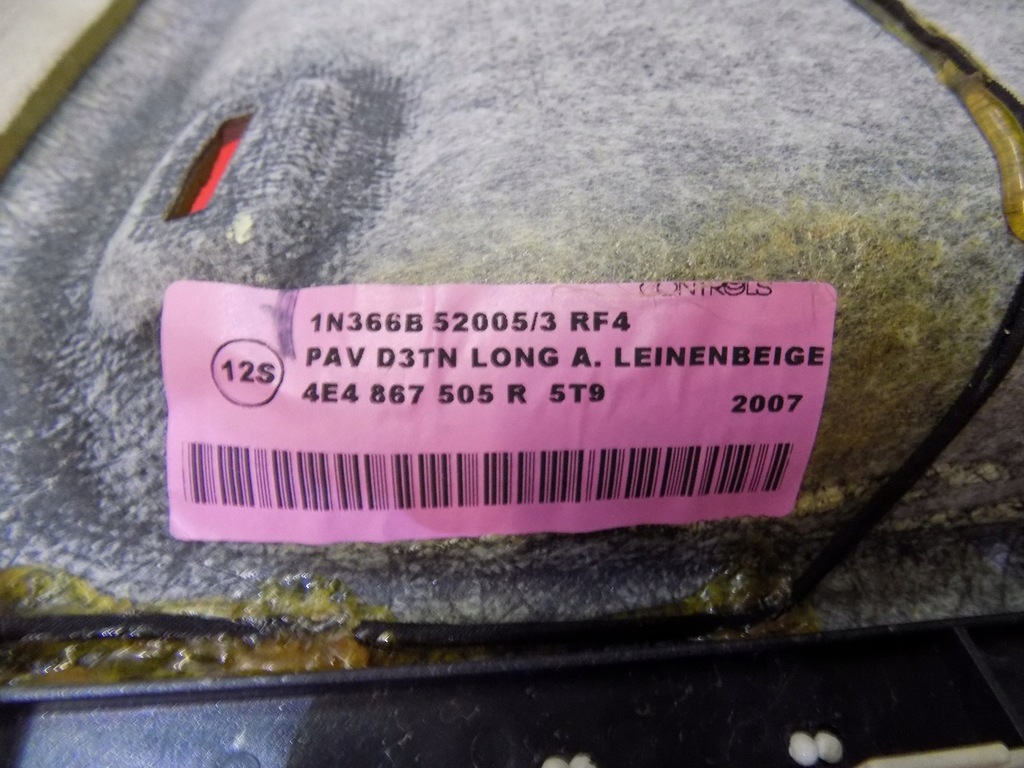 CONTROLS
1N366B 52005/3 RF4
12S
PAV D3TN LONG A. LEINENBEIGE
4E4 867 505 R 5T9
2007